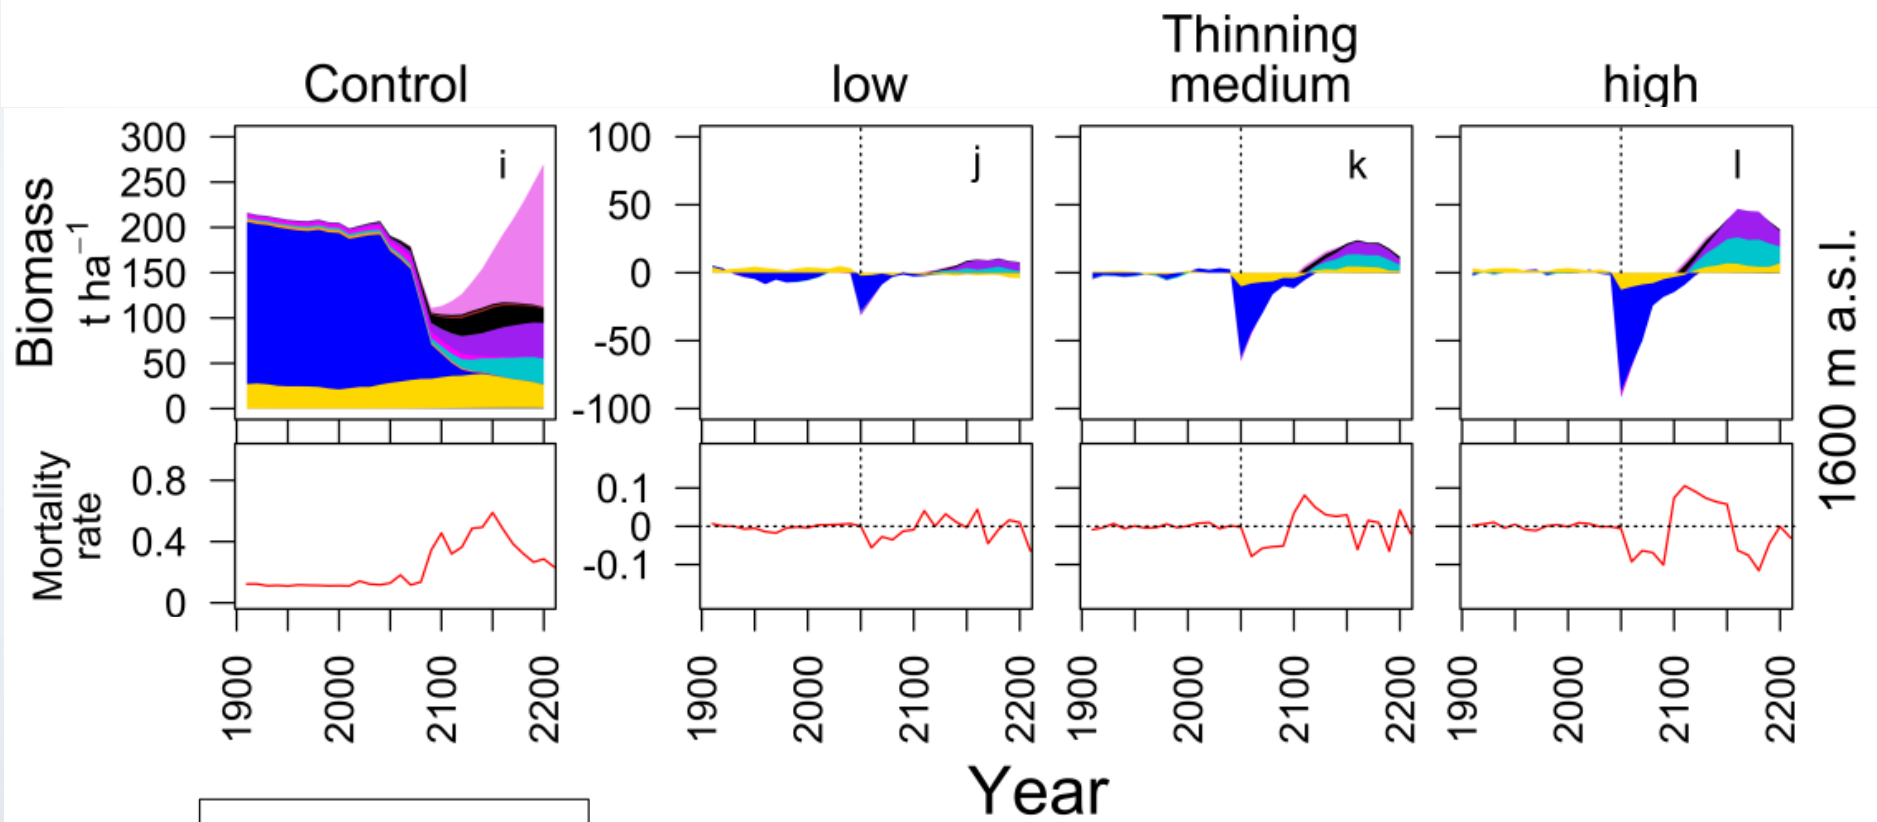 Thinning
Control low medium high
300
250
200
150
100
50
0
100
50
0
-50
-100
i
j
k
l
Biomass
t ha⁻¹
0.8
0.4
0
0.1
0
-0.1
Mortality
rate
1600 m a.s.l.
1900 2000 2100 2200
1900 2000 2100 2200
1900 2000 2100 2200
1900 2000 2100 2200
Year